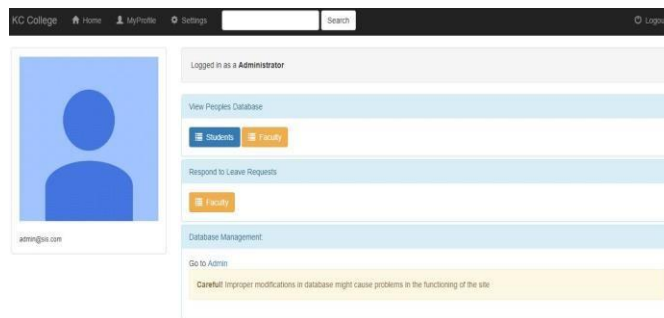 KC College Home MyProfile Settings Search Logou
Logged in as a Administrator
View Peoples Database
Students Faculty
Respond to Leave Requests
Faculty
admin@sis.com
Database Management
Go to Admin
Careful! Improper modifications in database might cause problems in the functioning of the site